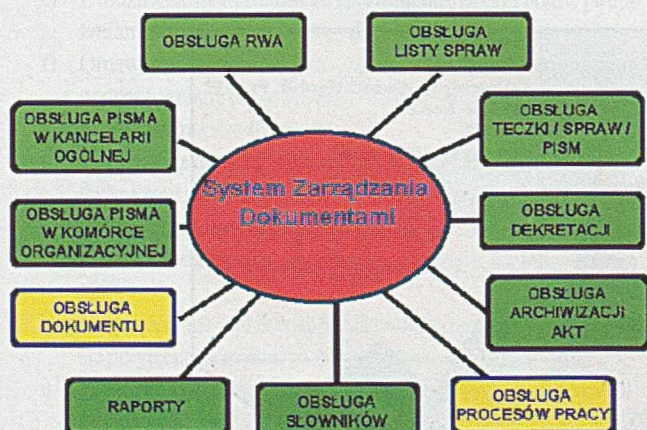 OBSŁUGA RWA
OBSŁUGA
LISTY SPRAW
OBSŁUGA PISMA
W KANCELARII
OGÓLNEJ
OBSŁUGA
TECZKI / SPRAW /
PISM
System Zarządzania
Dokumentami
OBSŁUGA PISMA
W KOMÓRCE
ORGANIZACYJNEJ
OBSŁUGA
DEKRETACJI
OBSŁUGA
DOKUMENTU
OBSŁUGA
ARCHIWIZACJI
AKT
RAPORTY
OBSŁUGA
SŁOWNIKÓW
OBSŁUGA
PROCESÓW PRACY